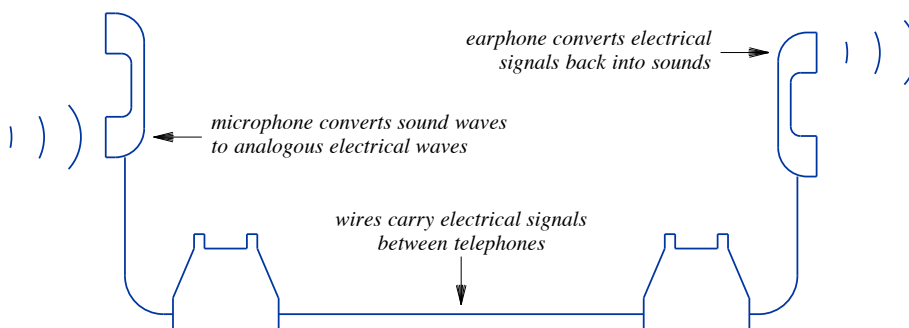 earphone converts electrical
signals back into sounds
microphone converts sound waves
to analogous electrical waves
wires carry electrical signals
between telephones